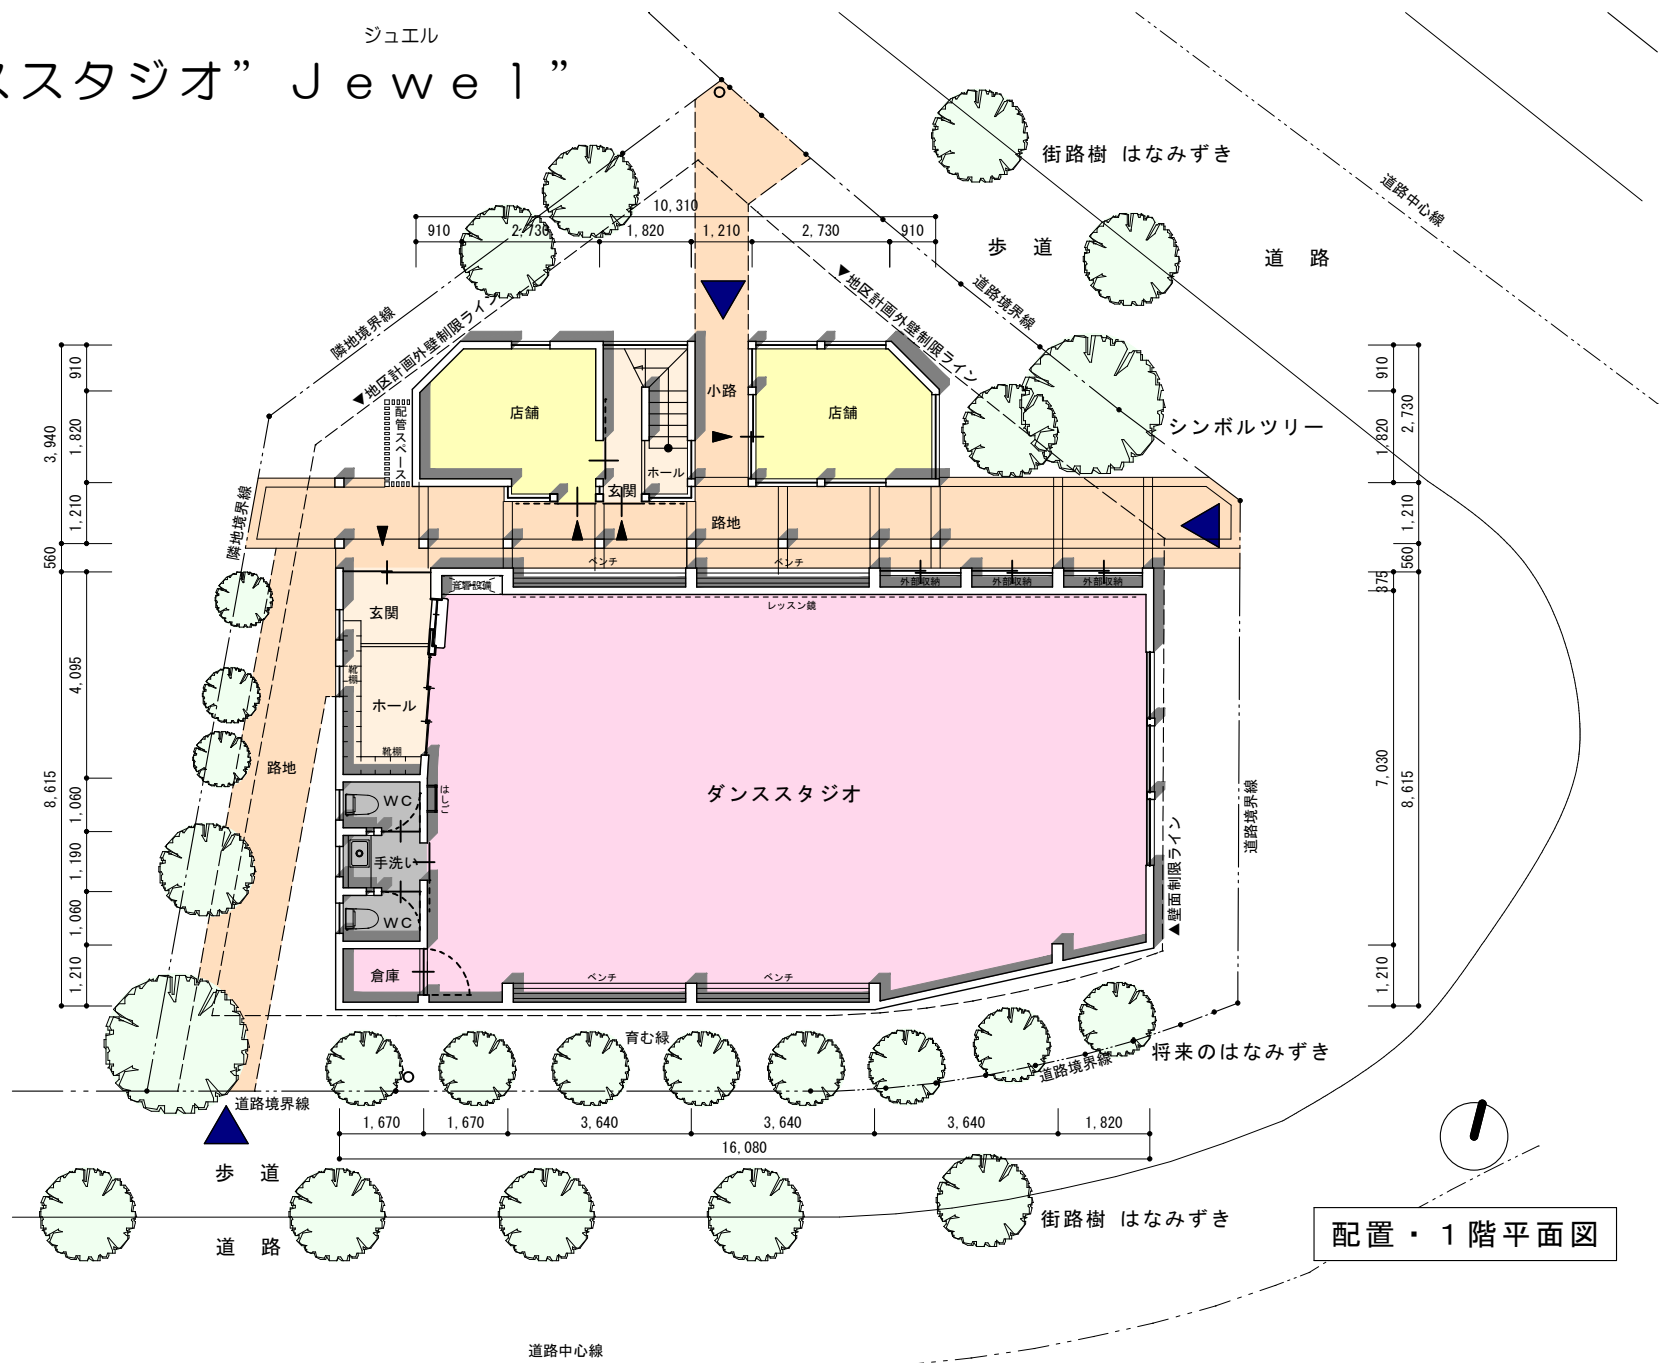 ジュエル
ススタジオ”Ｊｅｗｅｌ”
街路樹 はなみずき
道路中心線
歩 道
道 路
10,310
910
2,730
1,820
1,210
2,730
910
隣地境界線
▼地区計画外壁制限ライン
▼地区計画外壁制限ライン
道路境界線
910
1,820
3,940
1,210
560
4,095
8,615
1,060
1,190
1,060
1,210
910
2,730
1,820
1,210
560
375
7,030
8,615
1,210
配管スペース
店舗
小路
店舗
ホール
玄関
シンボルツリー
隣地境界線
路地
ベンチ
ベンチ
外部収納
外部収納
外部収納
音響設備
レッスン鏡
玄関
ホール
靴棚
靴棚
路地
ＷＣ
はしご
ダンススタジオ
手洗い
ＷＣ
倉庫
ベンチ
ベンチ
道路境界線
▲壁面制限ライン
育む緑
将来のはなみずき
道路境界線
道路境界線
1,670
1,670
3,640
3,640
3,640
1,820
16,080
歩 道
道 路
街路樹 はなみずき
配置・１階平面図
道路中心線